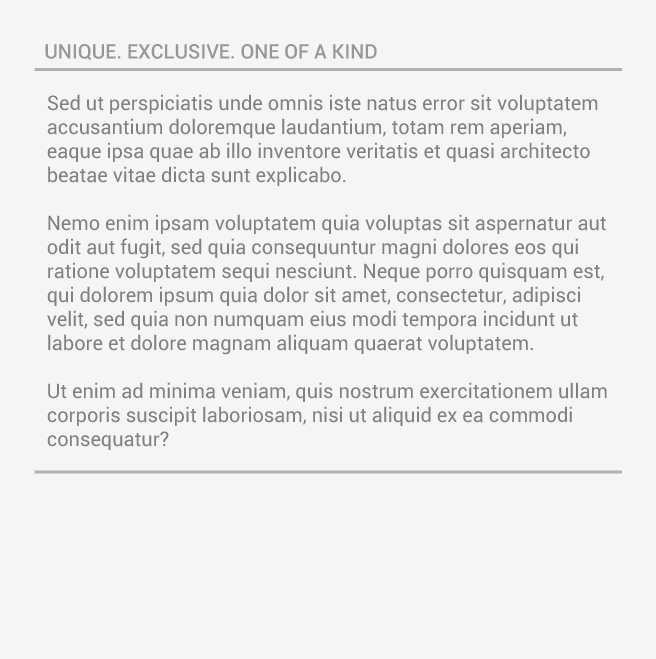 UNIQUE. EXCLUSIVE. ONE OF A KIND
Sed ut perspiciatis unde omnis iste natus error sit voluptatem
accusantium doloremque laudantium, totam rem aperiam,
eaque ipsa quae ab illo inventore veritatis et quasi architecto
beatae vitae dicta sunt explicabo.
Nemo enim ipsam voluptatem quia voluptas sit aspernatur aut
odit aut fugit, sed quia consequuntur magni dolores eos qui
ratione voluptatem sequi nesciunt. Neque porro quisquam est,
qui dolorem ipsum quia dolor sit amet, consectetur, adipisci
velit, sed quia non numquam eius modi tempora incidunt ut
labore et dolore magnam aliquam quaerat voluptatem.
Ut enim ad minima veniam, quis nostrum exercitationem ullam
corporis suscipit laboriosam, nisi ut aliquid ex ea commodi
consequatur?